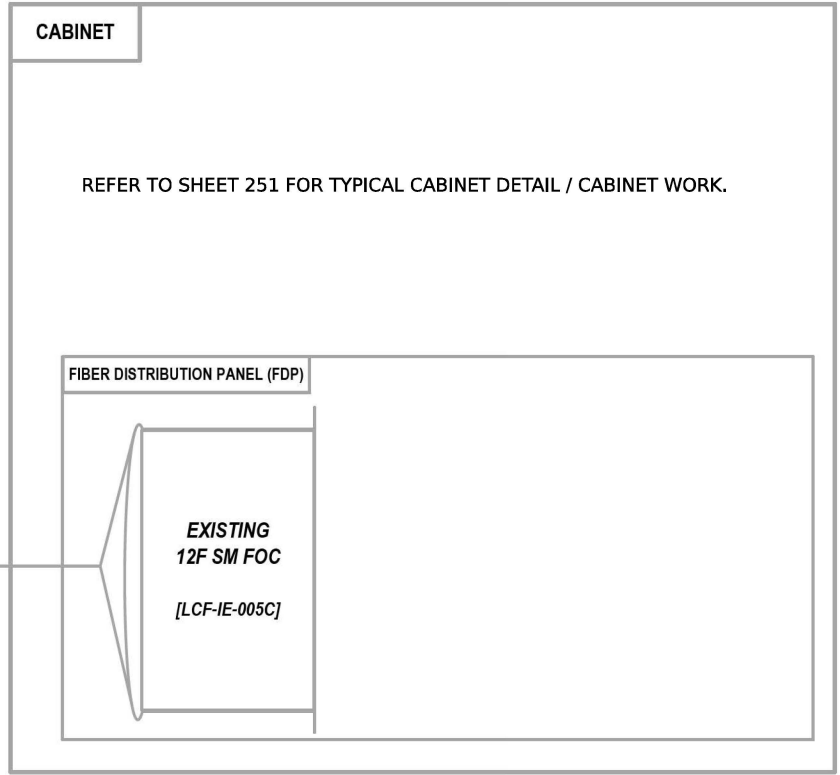 CABINET
REFER TO SHEET 251 FOR TYPICAL CABINET DETAIL / CABINET WORK.
FIBER DISTRIBUTION PANEL (FDP)
EXISTING
12F SM FOC
[LCF-IE-005C]